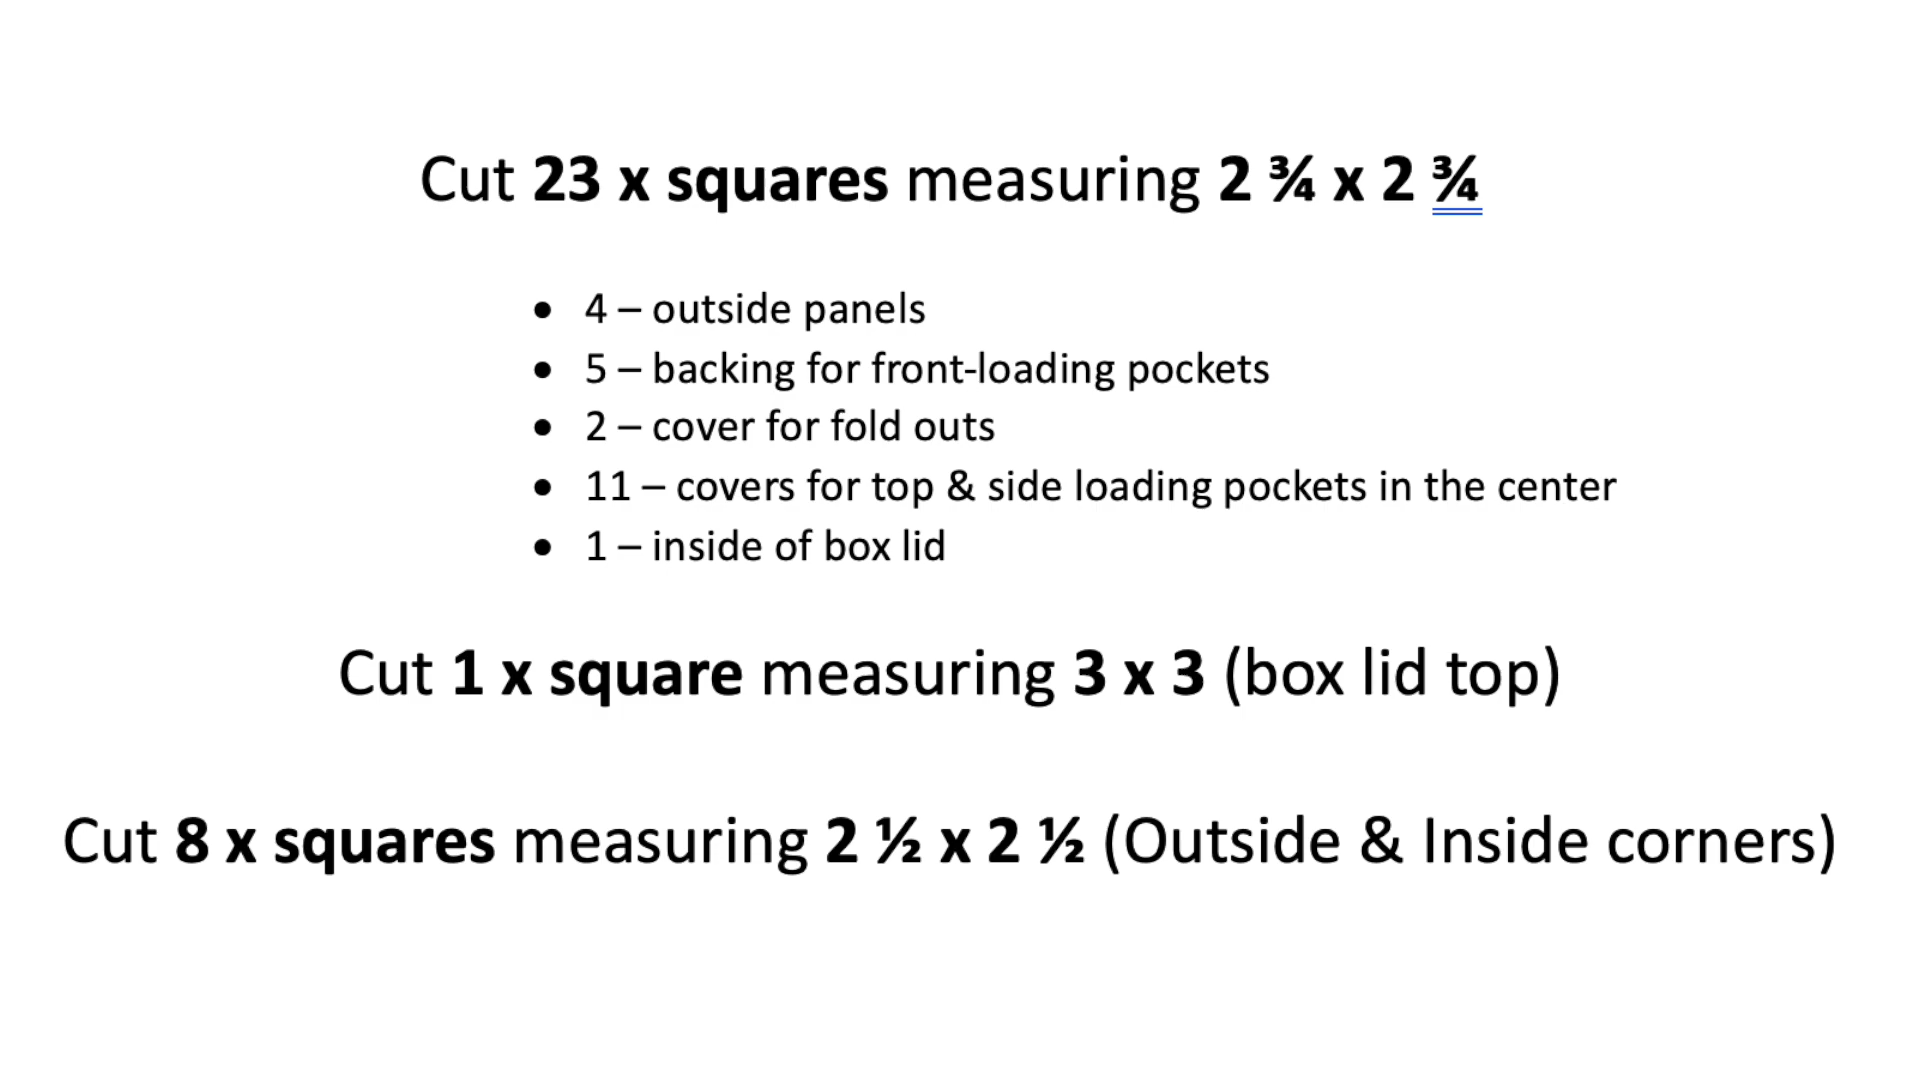 Cut 23 x squares measuring 2 ¾ x 2 ¾
• 4 – outside panels
• 5 – backing for front-loading pockets
• 2 – cover for fold outs
• 11 – covers for top & side loading pockets in the center
• 1 – inside of box lid
Cut 1 x square measuring 3 x 3 (box lid top)
Cut 8 x squares measuring 2 ½ x 2 ½ (Outside & Inside corners)